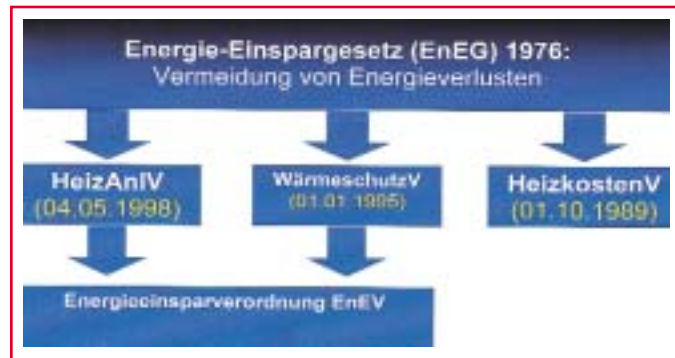 Energie-Einspargesetz (EnEG) 1976:
Vermeidung von Energieverlusten
HeizAnlV
(04.05.1998)
WärmeschutzV
(01.01.1995)
HeizkostenV
(01.10.1989)
Energieeinsparverordnung EnEV